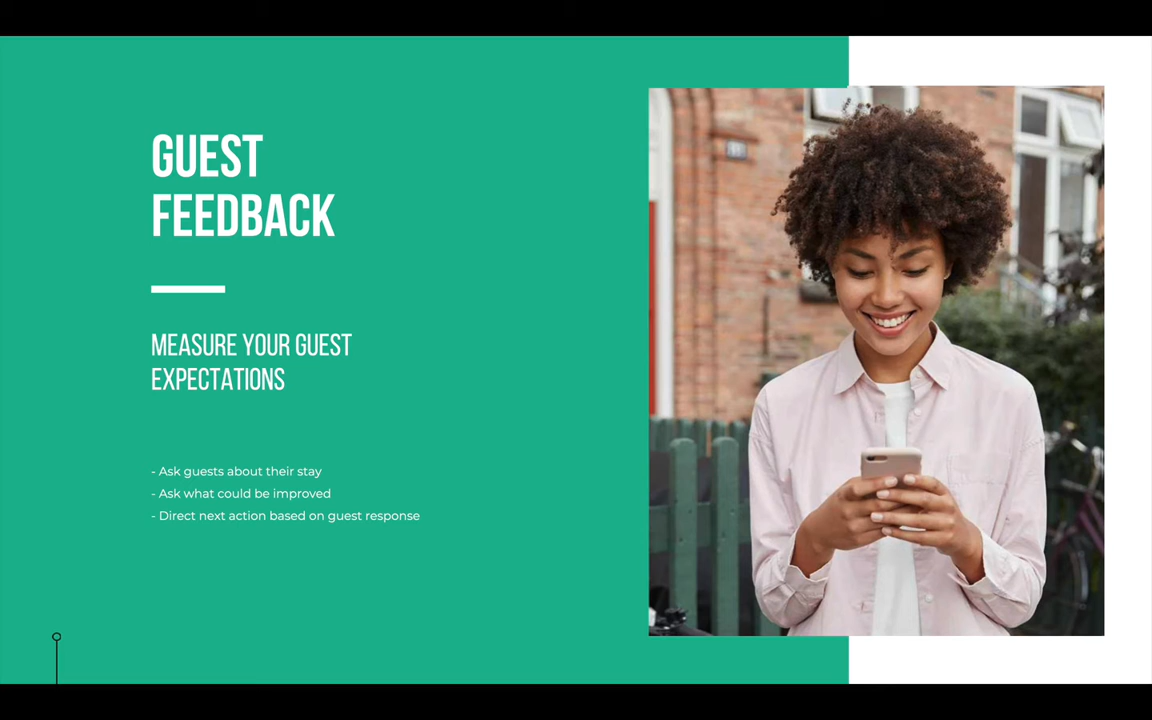 GUEST
FEEDBACK
MEASURE YOUR GUEST
EXPECTATIONS
- Ask guests about their stay
- Ask what could be improved
- Direct next action based on guest response